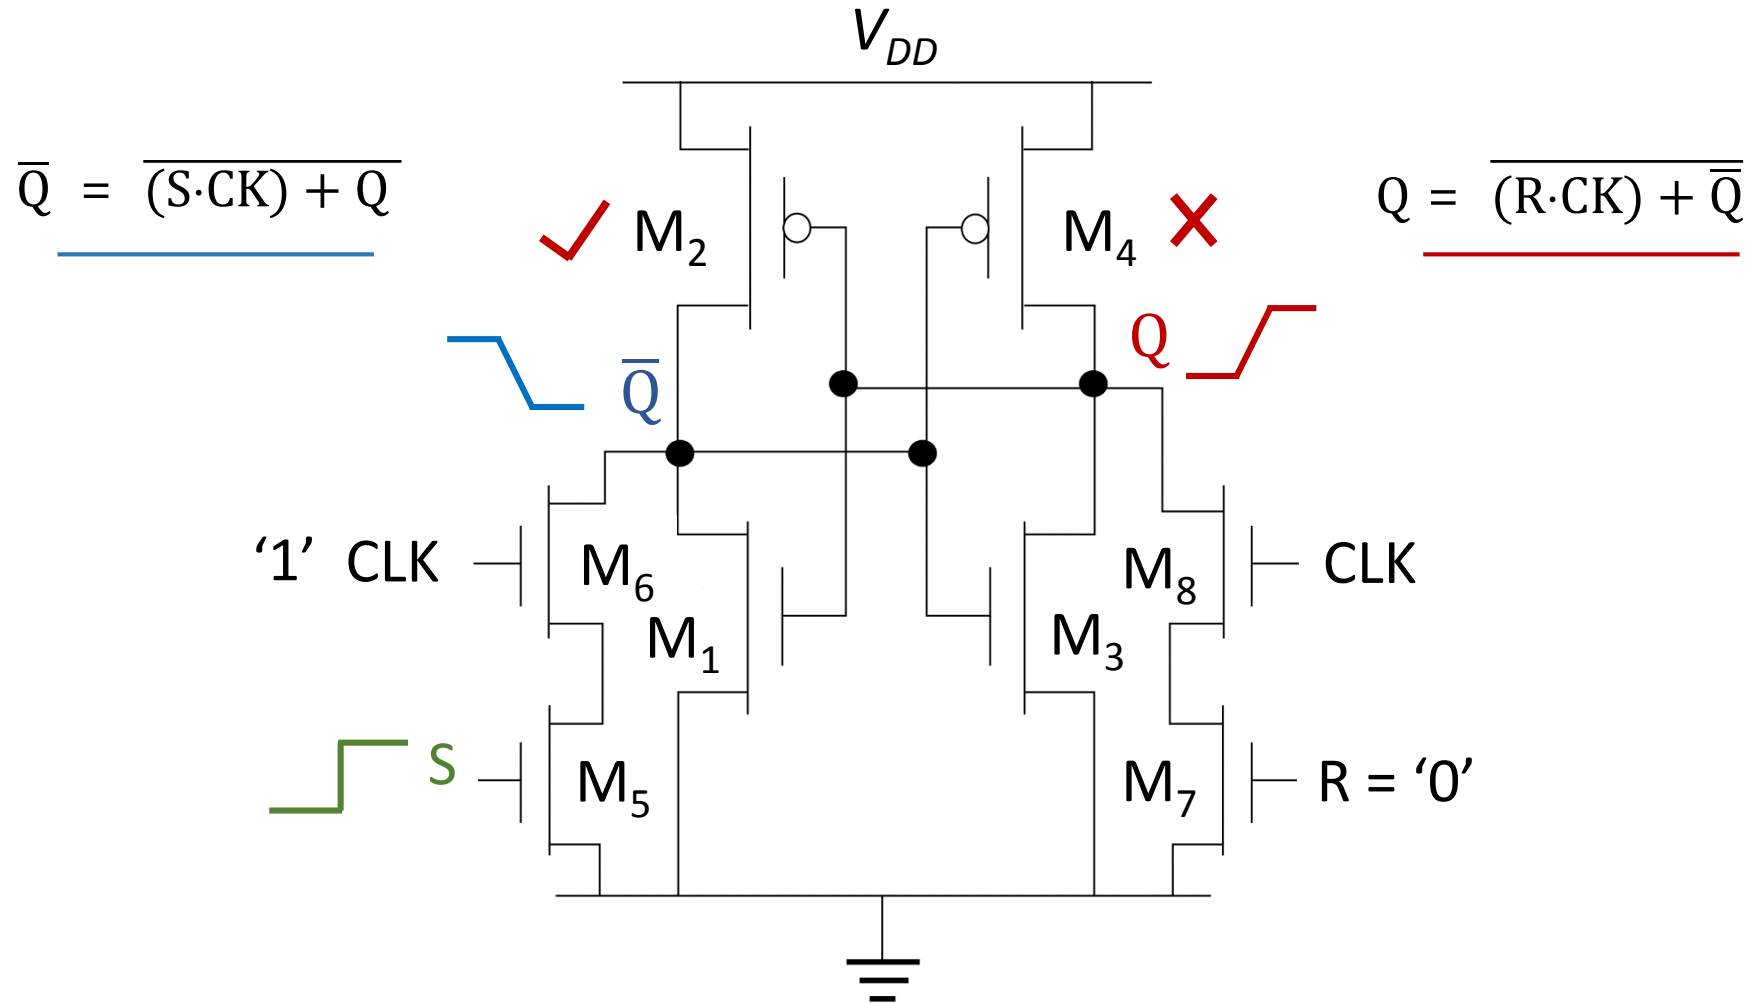 V_DD
Q̅ = \overline{(S·CK) + Q}
Q = \overline{(R·CK) + Q̅}
M₂
M₄
Q
Q̅
‘1’ CLK
M₆
M₈
CLK
M₁
M₃
S
M₅
M₇
R = ‘0’